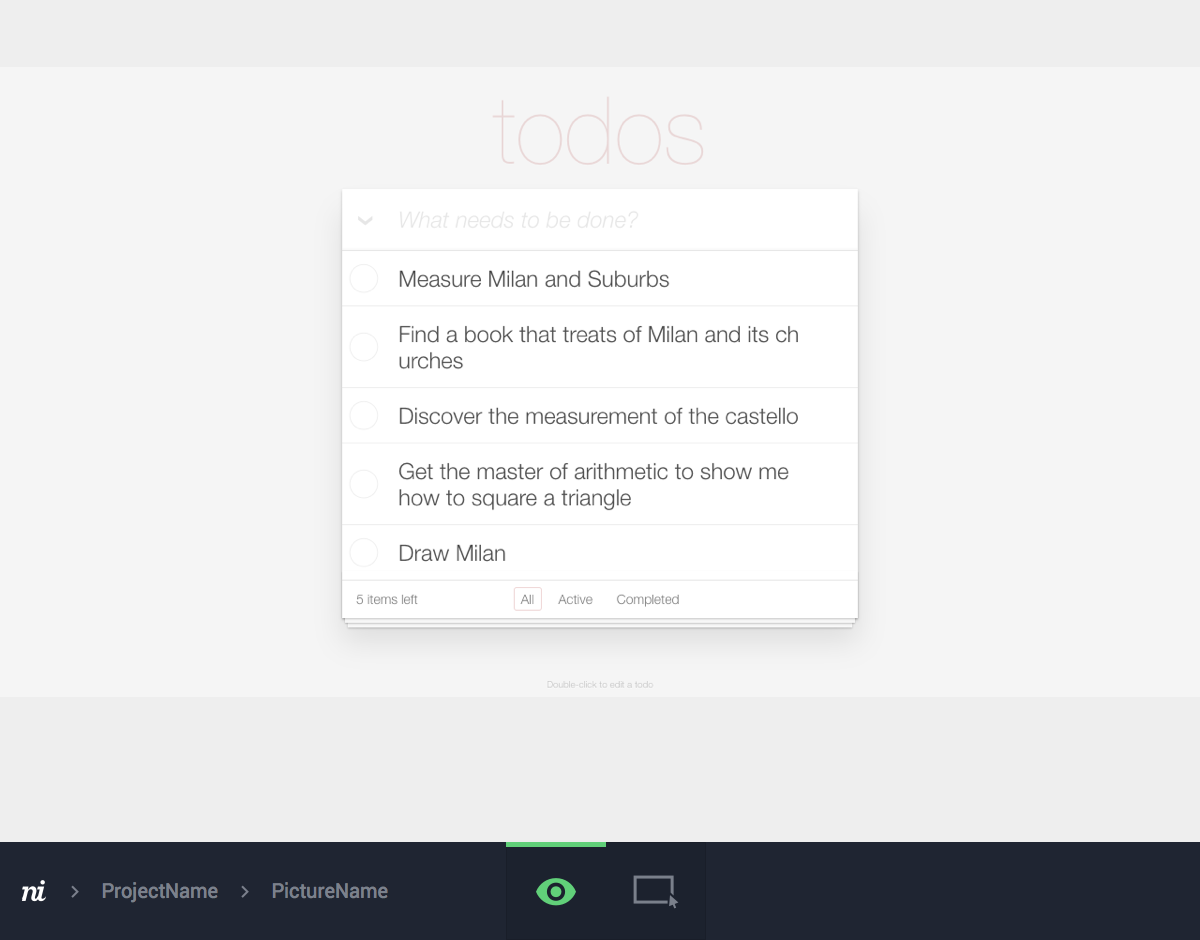 todos
What needs to be done?
Measure Milan and Suburbs
Find a book that treats of Milan and its ch
urches
Discover the measurement of the castello
Get the master of arithmetic to show me
how to square a triangle
Draw Milan
5 items left All Active Completed
Double-click to edit a todo
ni > ProjectName > PictureName